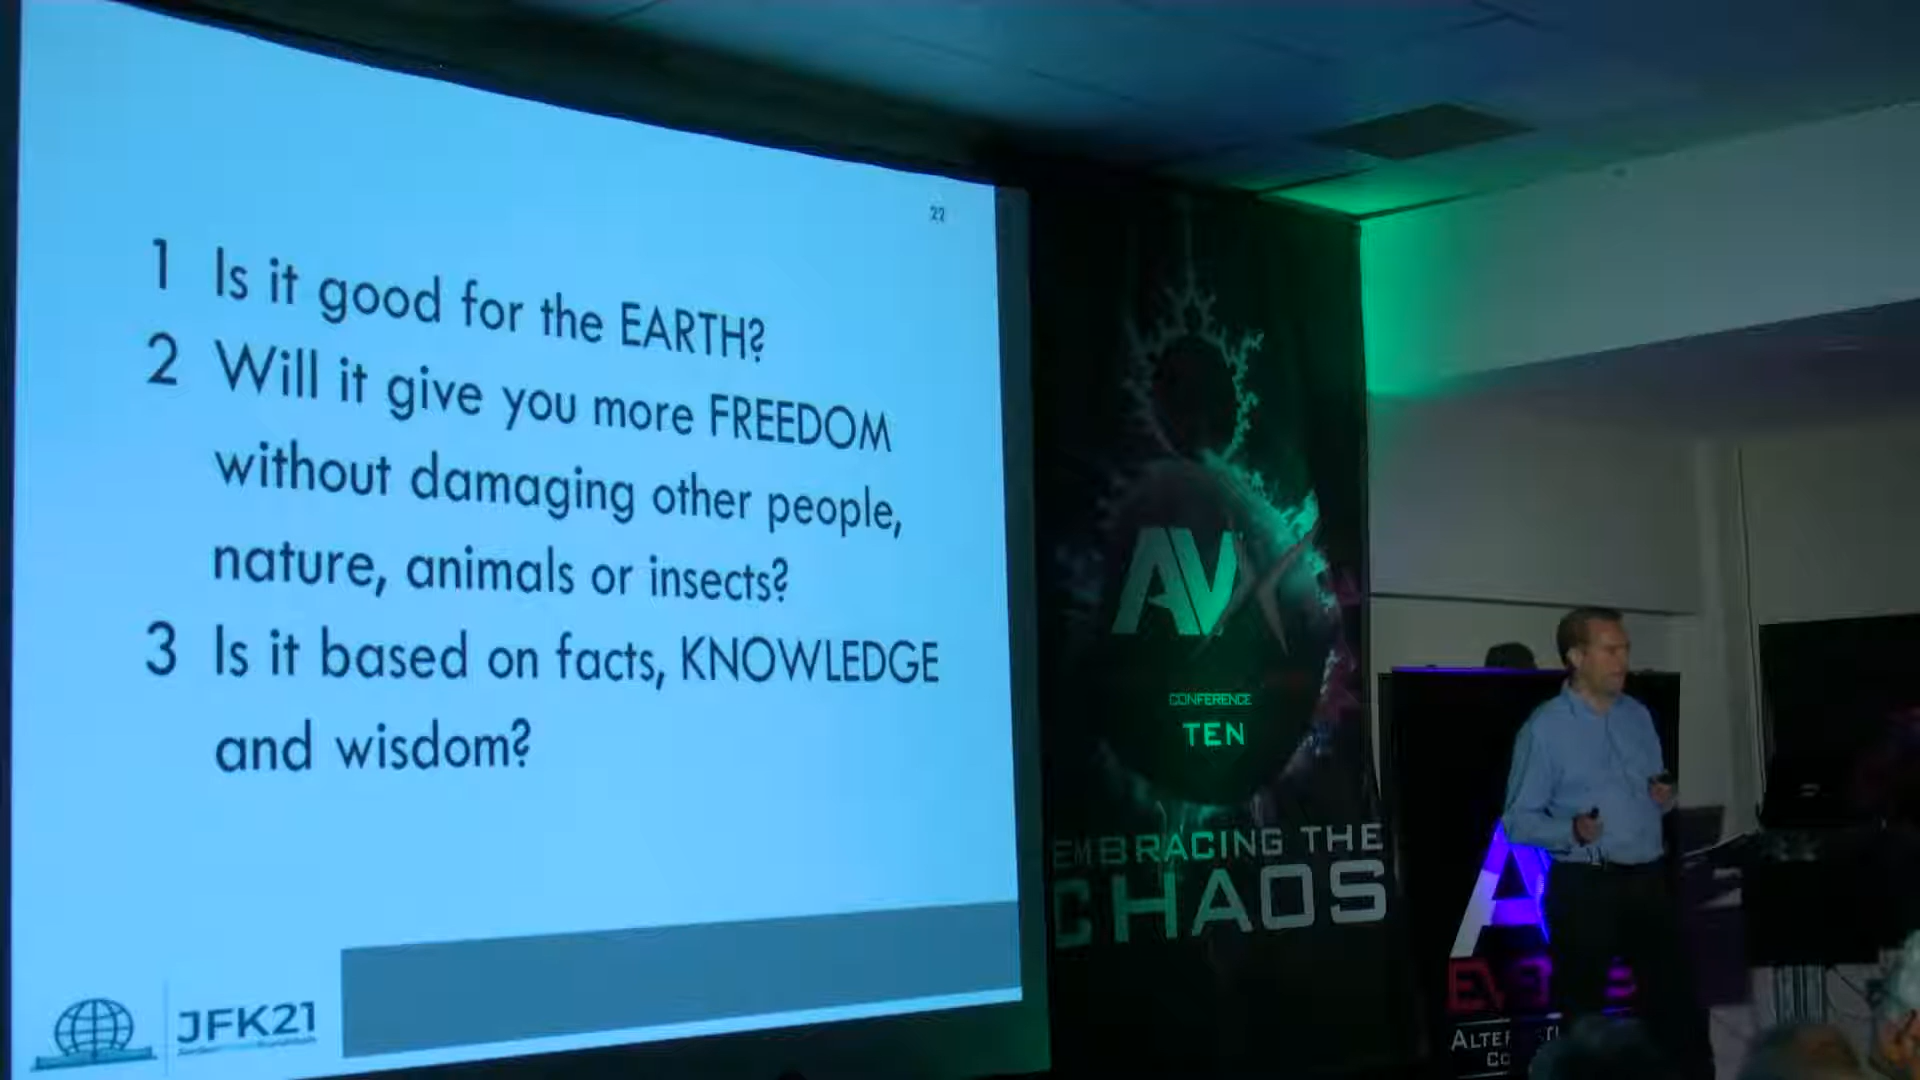 22
1 Is it good for the EARTH?
2 Will it give you more FREEDOM
without damaging other people,
nature, animals or insects?
3 Is it based on facts, KNOWLEDGE
and wisdom?
JFK21
AVX
CONFERENCE
TEN
EMBRACING THE
CHAOS
A